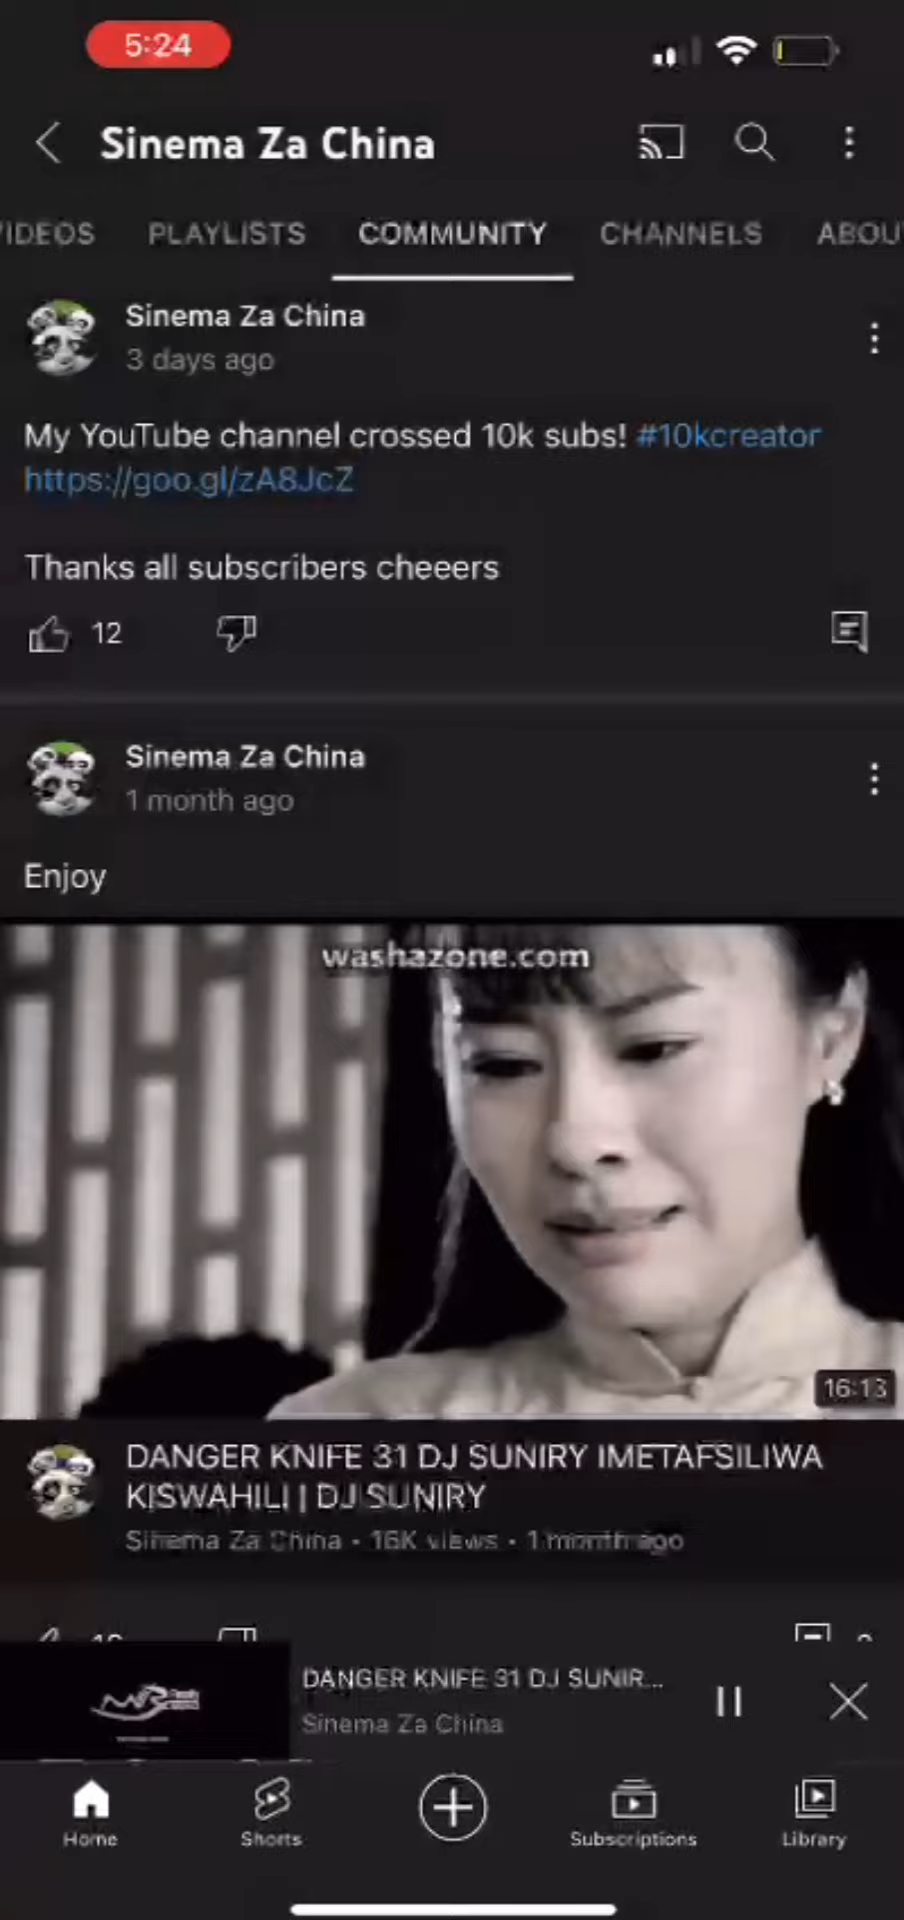 5:24
Sinema Za China
VIDEOS PLAYLISTS COMMUNITY CHANNELS ABOU
Sinema Za China
3 days ago
My YouTube channel crossed 10k subs! #10kcreator
https://goo.gl/zA8JcZ
Thanks all subscribers cheeers
12
Sinema Za China
1 month ago
Enjoy
washazone.com
16:13
DANGER KNIFE 31 DJ SUNIRY IMETAFSILIWA
KISWAHILI | DJ SUNIRY
Sinema Za China • 16K views • 1 month ago
DANGER KNIFE 31 DJ SUNIR...
Sinema Za China
Home Shorts Subscriptions Library